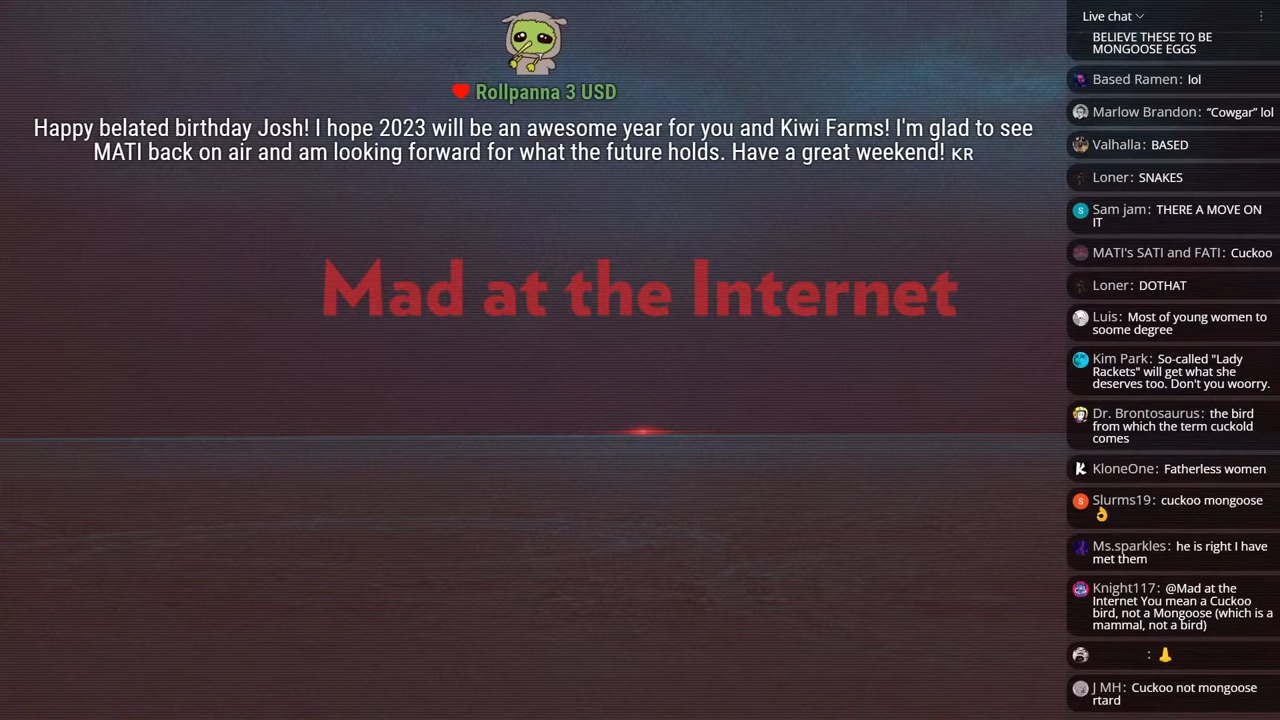 Rollpanna 3 USD
Happy belated birthday Josh! I hope 2023 will be an awesome year for you and Kiwi Farms! I'm glad to see
MATI back on air and am looking forward for what the future holds. Have a great weekend! KR
Mad at the Internet
Live chat
BELIEVE THESE TO BE
MONGOOSE EGGS
Based Ramen: lol
Marlow Brandon: “Cowgar” lol
Valhalla: BASED
Loner: SNAKES
S Sam jam: THERE A MOVE ON
IT
MATI's SATI and FATI: Cuckoo
Loner: DOTHAT
Luis: Most of young women to
soome degree
Kim Park: So-called "Lady
Rackets" will get what she
deserves too. Don't you woorry.
Dr. Brontosaurus: the bird
from which the term cuckold
comes
K KloneOne: Fatherless women
S Slurms19: cuckoo mongoose
👌
Ms.sparkles: he is right I have
met them
Knight117: @Mad at the
Internet You mean a Cuckoo
bird, not a Mongoose (which is a
mammal, not a bird)
: 👃
J MH: Cuckoo not mongoose
rtard